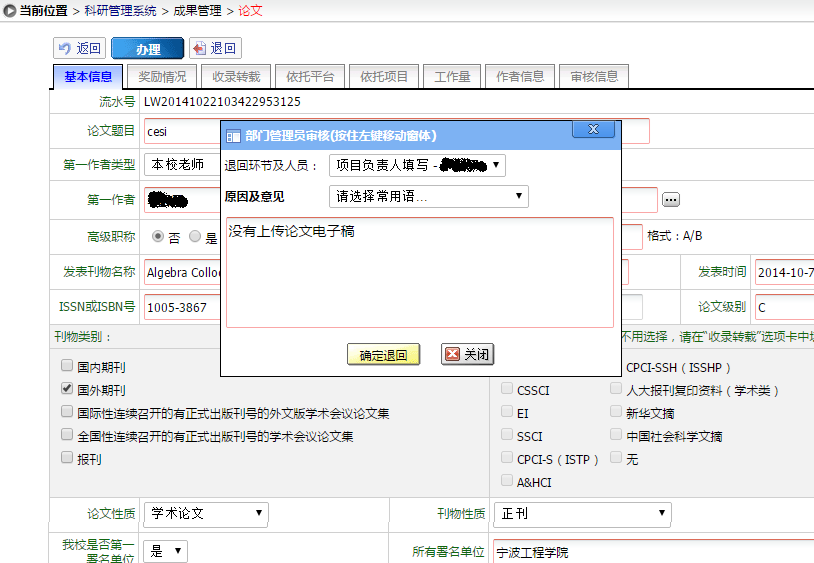 当前位置 > 科研管理系统 > 成果管理 > 论文
返回 办理 退回
基本信息 奖励情况 收录转载 依托平台 依托项目 工作量 作者信息 审核信息
流水号 LW20141022103422953125
论文题目 cesi
部门管理员审核(按住左键移动窗体) X
第一作者类型 本校老师
退回环节及人员： 项目负责人填写 -
第一作者
原因及意见 请选择常用语... ...
没有上传论文电子稿
高级职称 否 是 格式：A/B
发表刊物名称 Algebra Colloc 发表时间 2014-10-7
ISSN或ISBN号 1005-3867 论文级别 C
刊物类别： 不用选择，请在“收录转载”选项卡中
确定退回 关闭
国内期刊 CPCI-SSH（ISSHP）
国外期刊 CSSCI 人大报刊复印资料（学术类）
国际性连续召开的有正式出版刊号的外文版学术会议论文集 EI 新华文摘
全国性连续召开的有正式出版刊号的学术会议论文集 SSCI 中国社会科学文摘
报刊 CPCI-S（ISTP） 无
A&HCI
论文性质 学术论文 刊物性质 正刊
我校是否第一
署名单位 是 所有署名单位 宁波工程学院